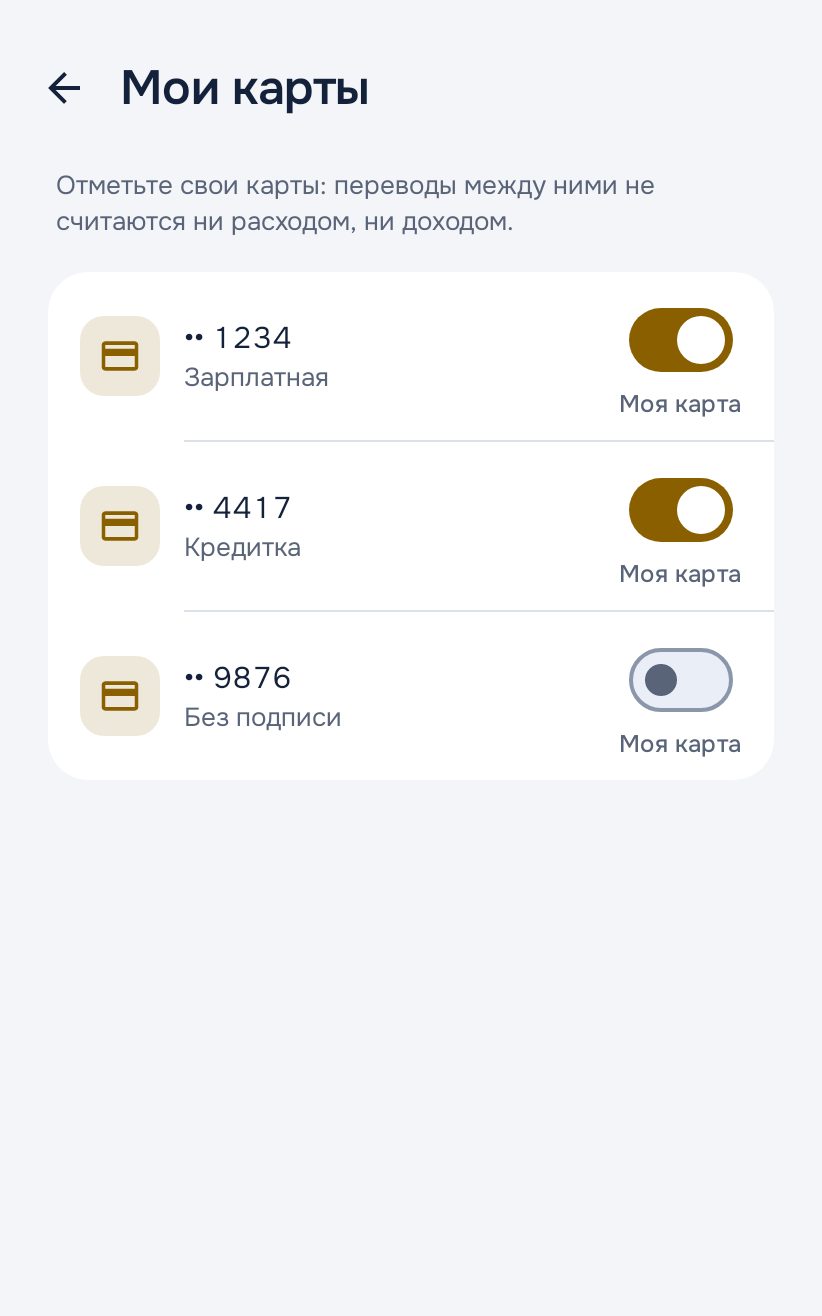 Мои карты
Отметьте свои карты: переводы между ними не
считаются ни расходом, ни доходом.
•• 1234
Зарплатная
Моя карта
•• 4417
Кредитка
Моя карта
•• 9876
Без подписи
Моя карта